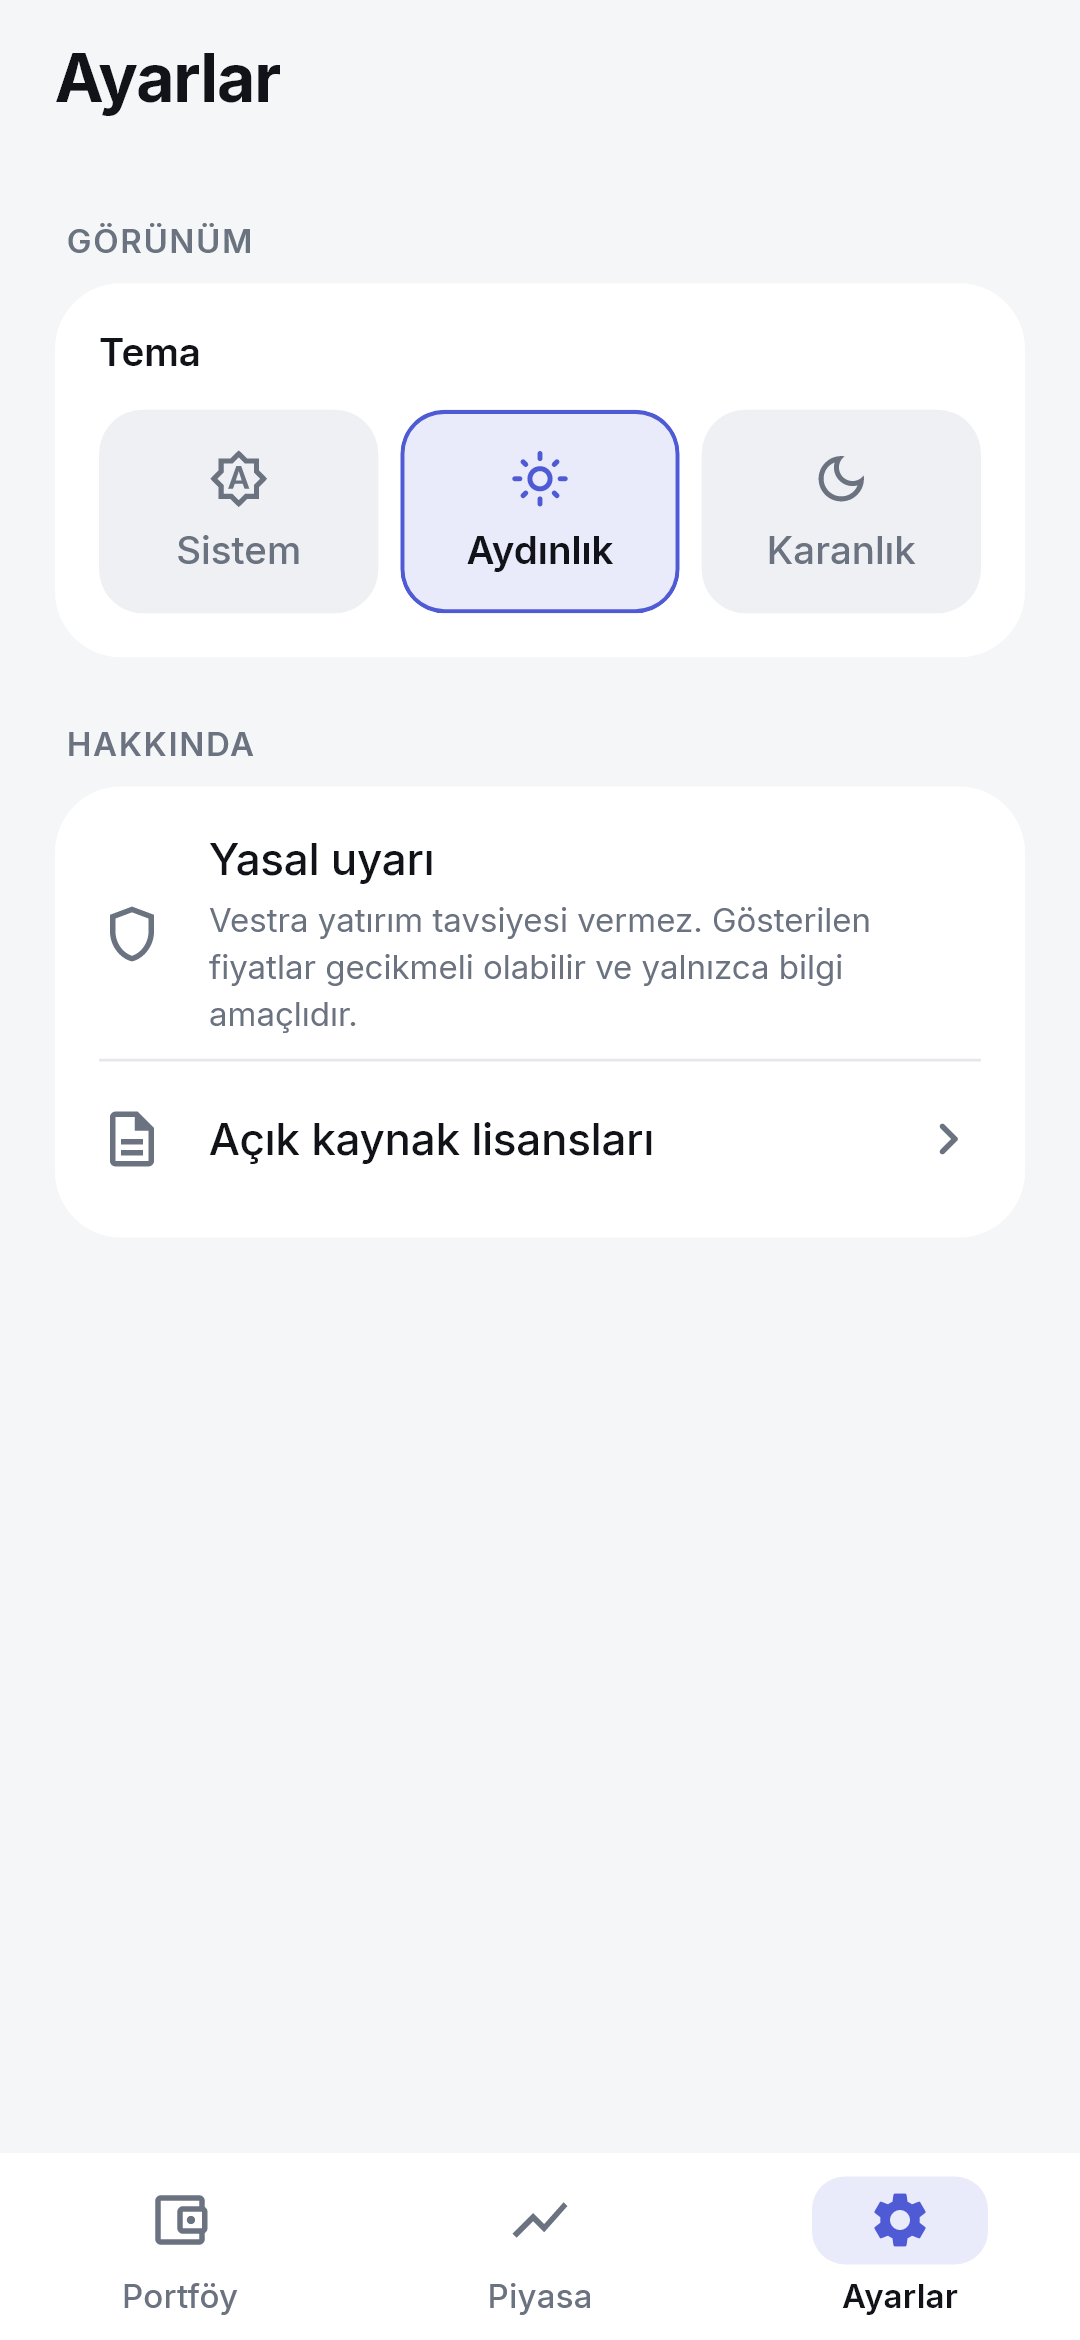 Ayarlar
GÖRÜNÜM
Tema
Sistem
Aydınlık
Karanlık
HAKKINDA
Yasal uyarı
Vestra yatırım tavsiyesi vermez. Gösterilen
fiyatlar gecikmeli olabilir ve yalnızca bilgi
amaçlıdır.
Açık kaynak lisansları
Portföy
Piyasa
Ayarlar